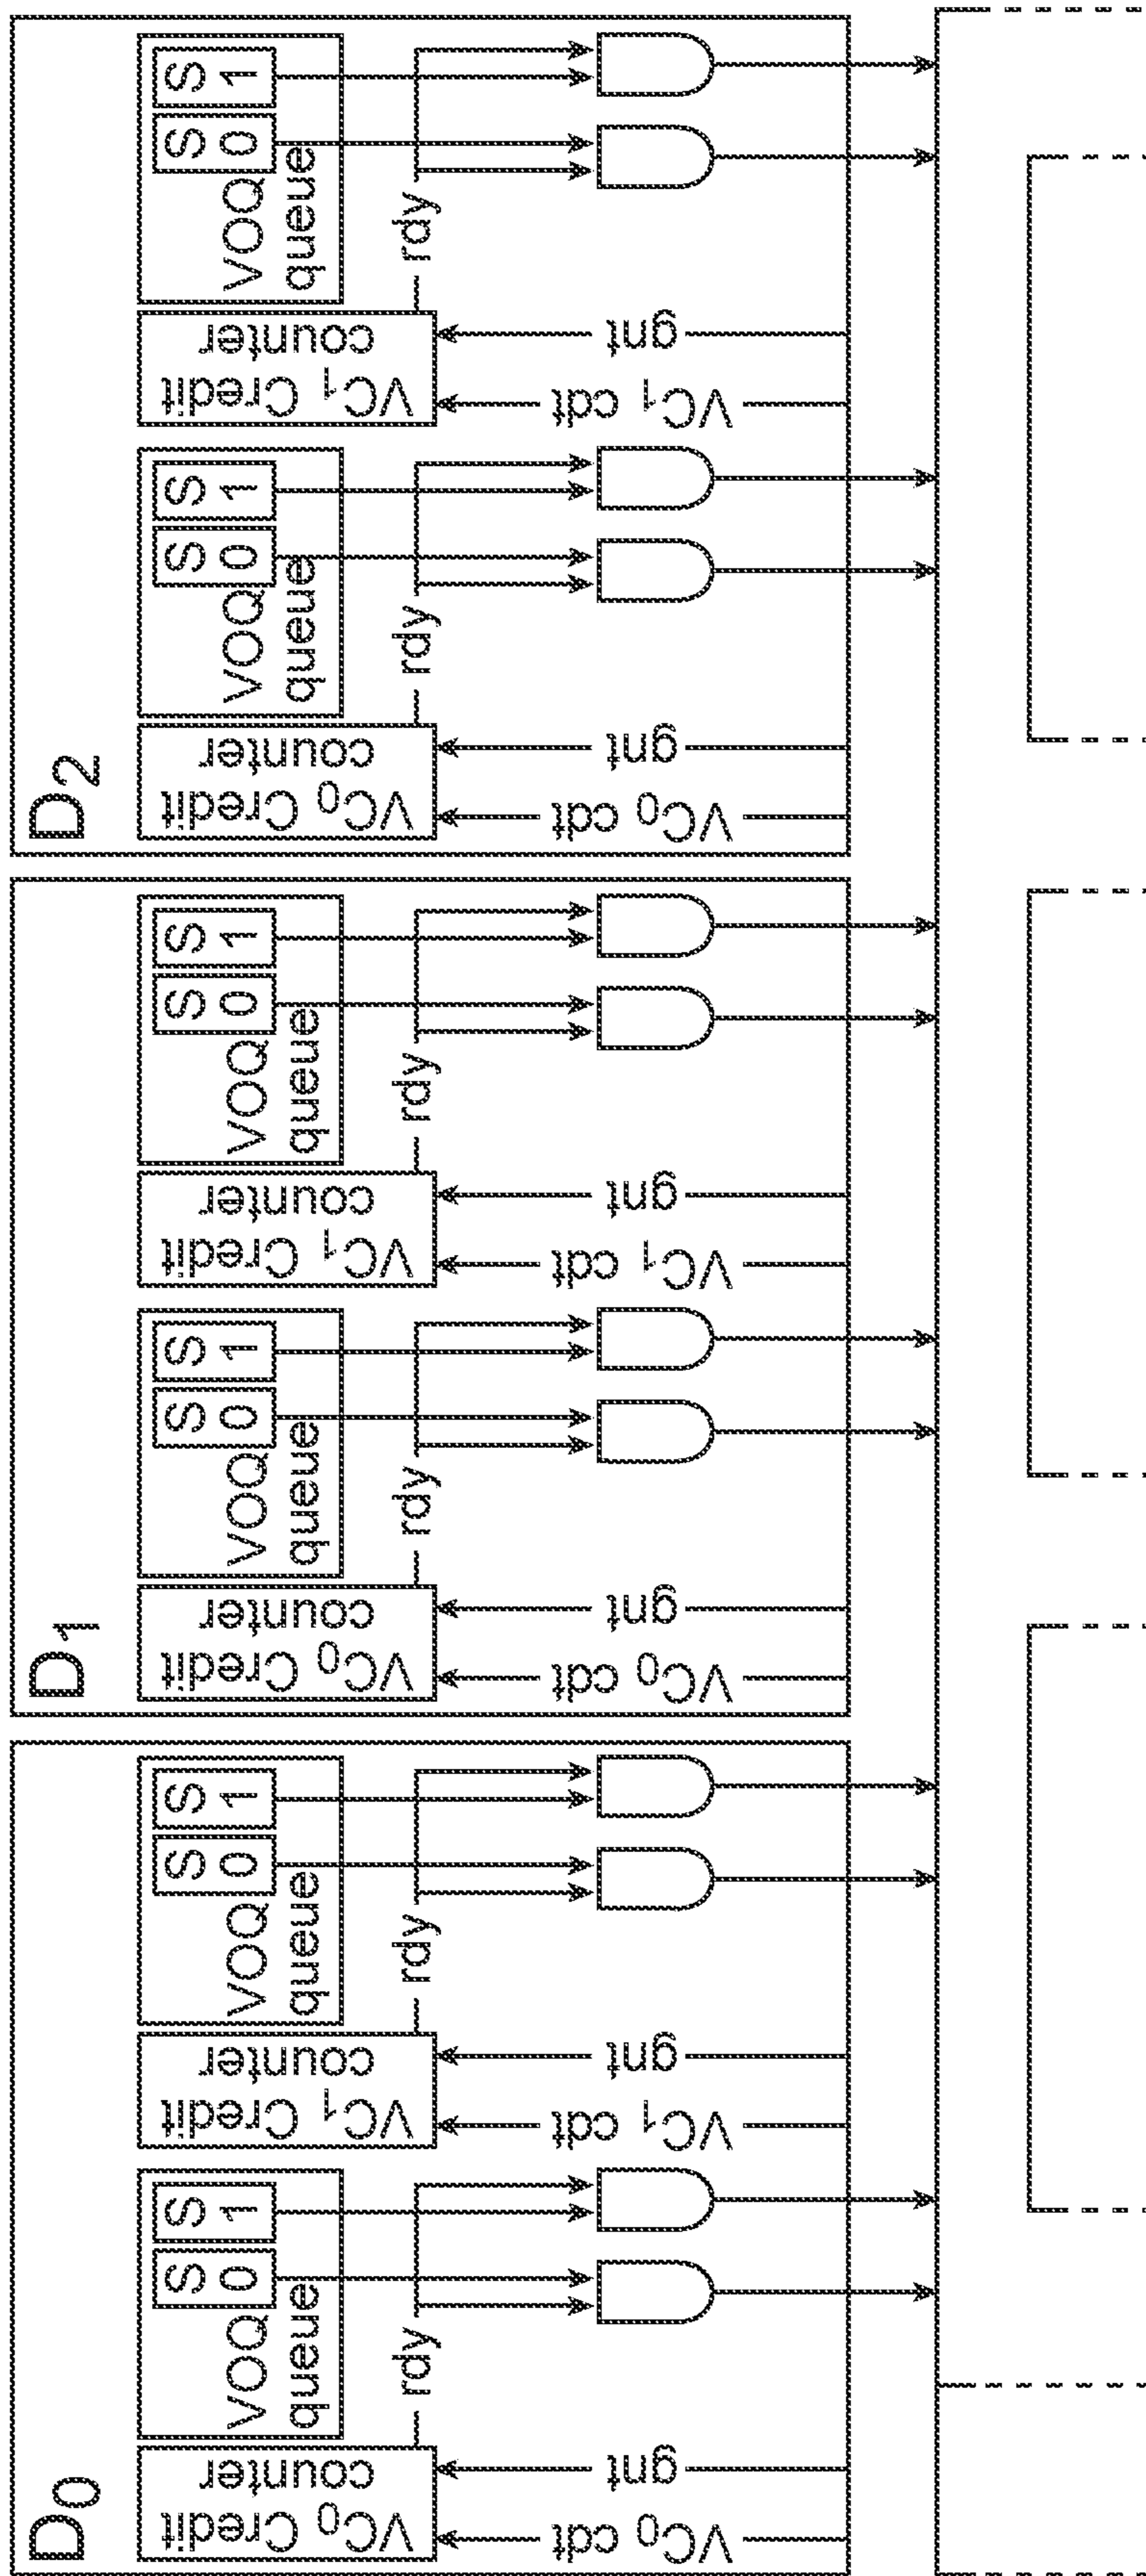 D0
VC0 Credit
counter
VOQ
queue
S
0
S
1
rdy
VC0 cdt
gnt
VC1 Credit
counter
VOQ
queue
S
0
S
1
rdy
VC1 cdt
gnt
D1
VC0 Credit
counter
VOQ
queue
S
0
S
1
rdy
VC0 cdt
gnt
VC1 Credit
counter
VOQ
queue
S
0
S
1
rdy
VC1 cdt
gnt
D2
VC0 Credit
counter
VOQ
queue
S
0
S
1
rdy
VC0 cdt
gnt
VC1 Credit
counter
VOQ
queue
S
0
S
1
rdy
VC1 cdt
gnt